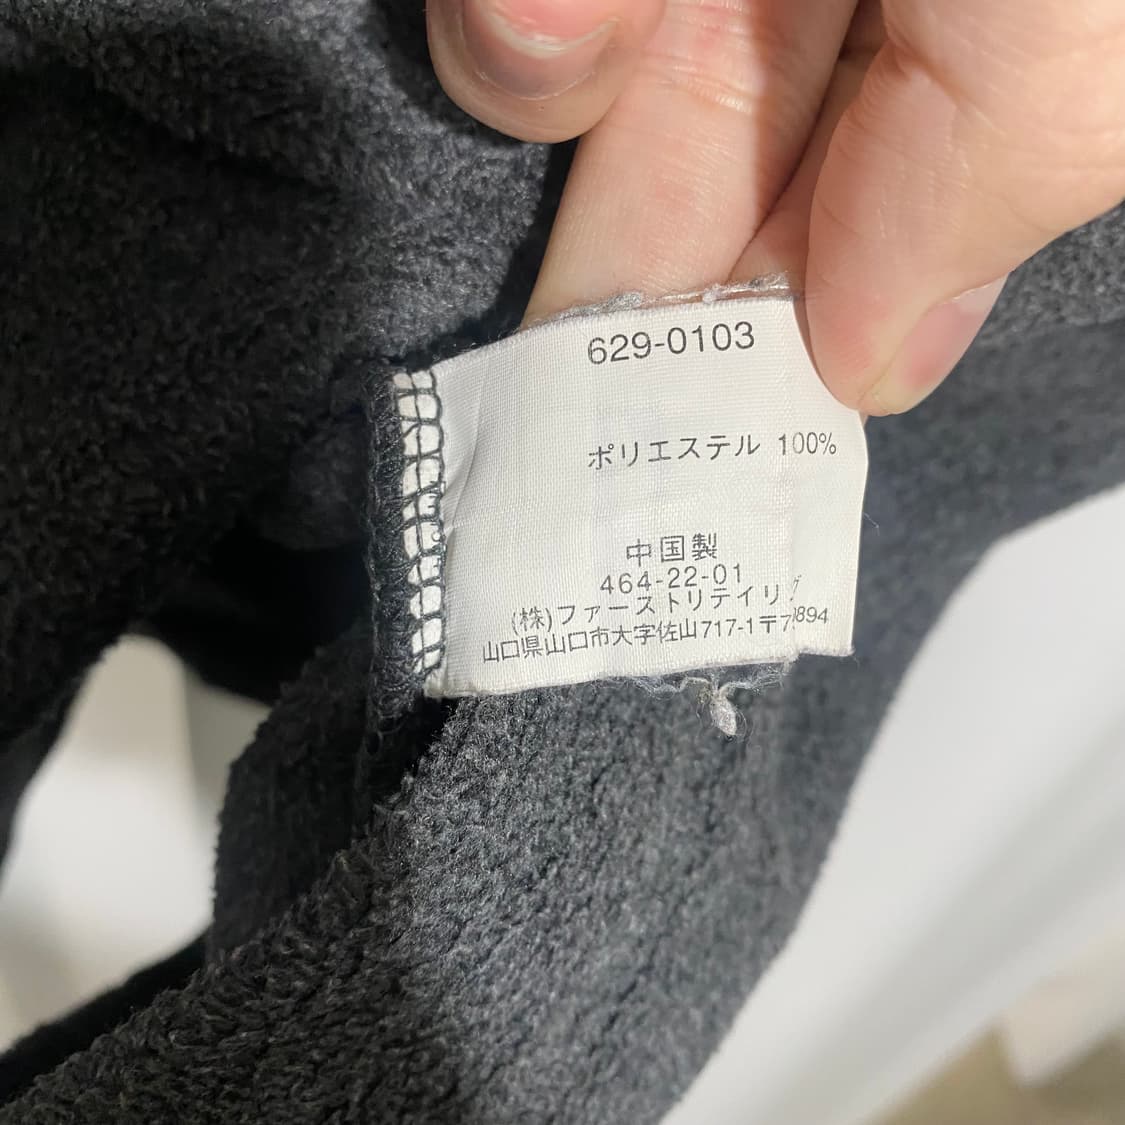 629-0103
ポリエステル 100%
中国製
464-22-01
(株)ファーストリテイリング
山口県山口市大字佐山717-1